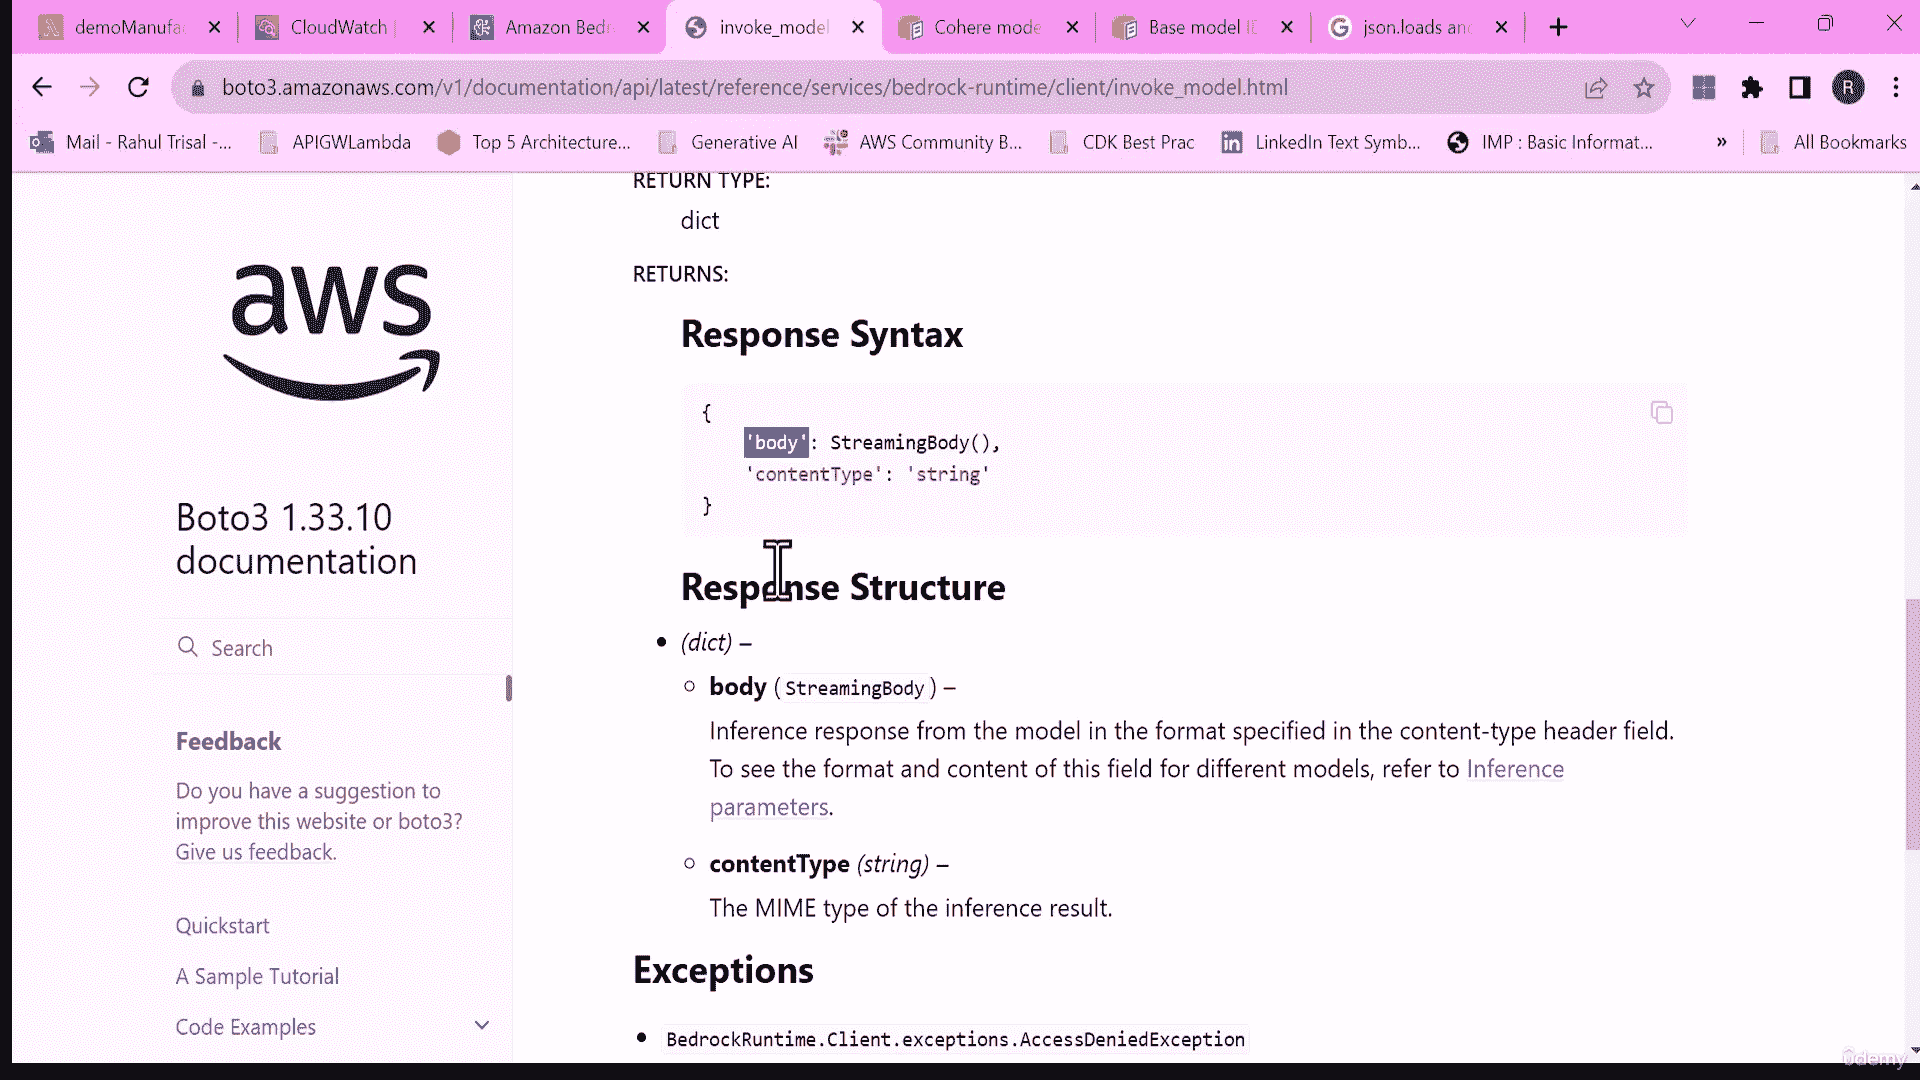 demoManufa
CloudWatch
Amazon Bedr
invoke_model
Cohere mode
Base model I
json.loads an
boto3.amazonaws.com/v1/documentation/api/latest/reference/services/bedrock-runtime/client/invoke_model.html
R
Mail - Rahul Trisal -...
APIGWLambda
Top 5 Architecture...
Generative AI
AWS Community B...
CDK Best Prac
LinkedIn Text Symb...
IMP : Basic Informat...
»
All Bookmarks
aws
Boto3 1.33.10
documentation
Search
Feedback
Do you have a suggestion to
improve this website or boto3?
Give us feedback.
Quickstart
A Sample Tutorial
Code Examples
RETURN TYPE:
dict
RETURNS:
Response Syntax
{
'body': StreamingBody(),
'contentType': 'string'
}
Response Structure
(dict) –
body ( StreamingBody ) –
Inference response from the model in the format specified in the content-type header field.
To see the format and content of this field for different models, refer to Inference
parameters.
contentType (string) –
The MIME type of the inference result.
Exceptions
BedrockRuntime.Client.exceptions.AccessDeniedException
ûdemy